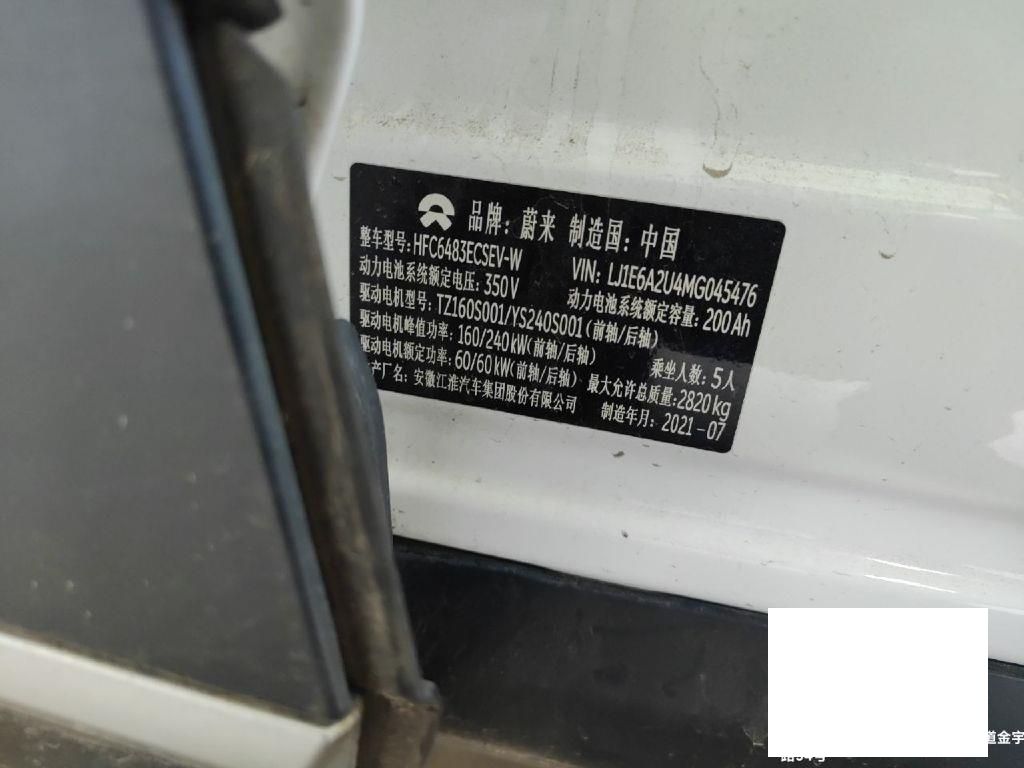 品牌：蔚来 制造国：中国
整车型号：HFC6483ECSEV-W VIN：LJ1E6A2U4MG045476
动力电池系统额定电压：350V 动力电池系统额定容量：200Ah
驱动电机型号：TZ160S001/YS240S001（前轴/后轴）
驱动电机峰值功率：160/240kW（前轴/后轴） 乘坐人数：5人
驱动电机额定功率：60/60kW（前轴/后轴） 最大允许总质量：2820kg
产厂名：安徽江淮汽车集团股份有限公司 制造年月：2021-07
道金宇